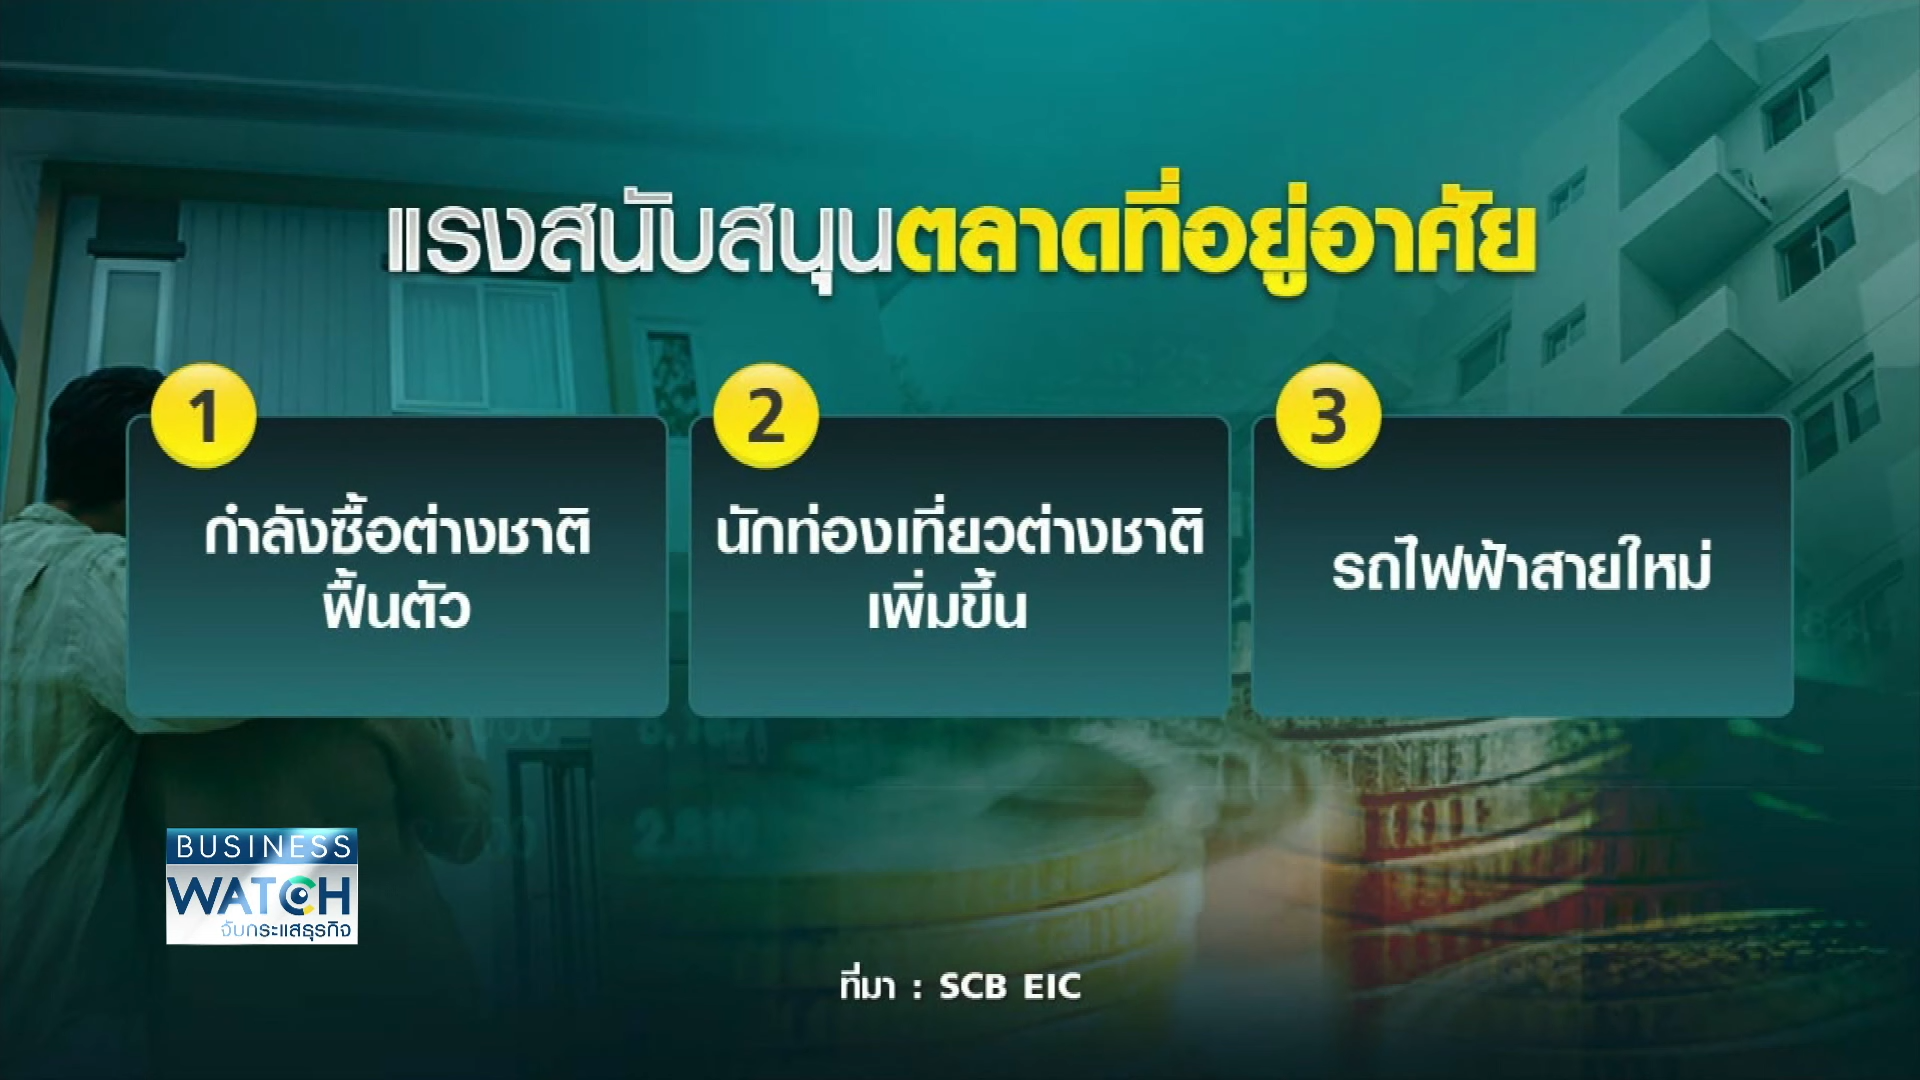 แรงสนับสนุนตลาดที่อยู่อาศัย
1
กำลังซื้อต่างชาติ
ฟื้นตัว
2
นักท่องเที่ยวต่างชาติ
เพิ่มขึ้น
3
รถไฟฟ้าสายใหม่
BUSINESS
WATCH
จับกระแสธุรกิจ
ที่มา : SCB EIC